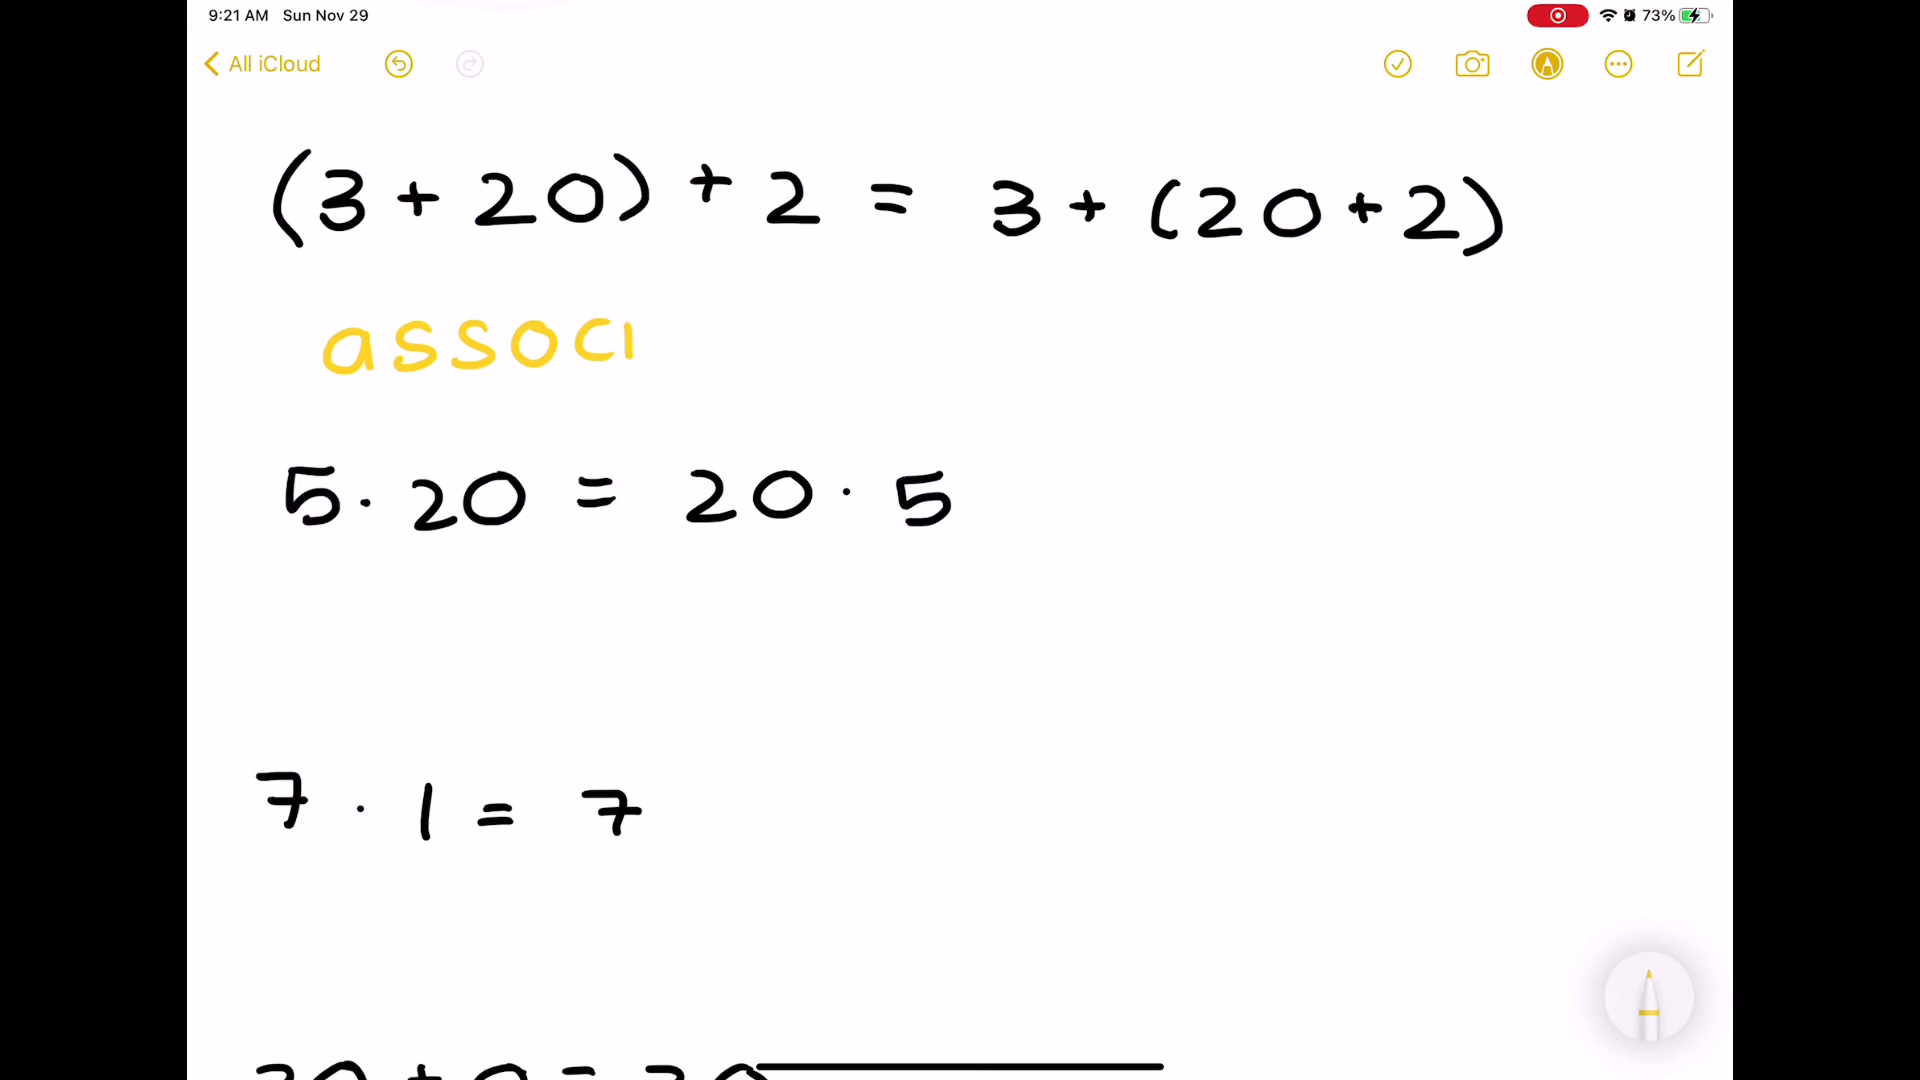 9:21 AM Sun Nov 29 73%
All iCloud
(3 + 20) + 2 = 3 + (20 + 2)
associ
5 · 20 = 20 · 5
7 · 1 = 7